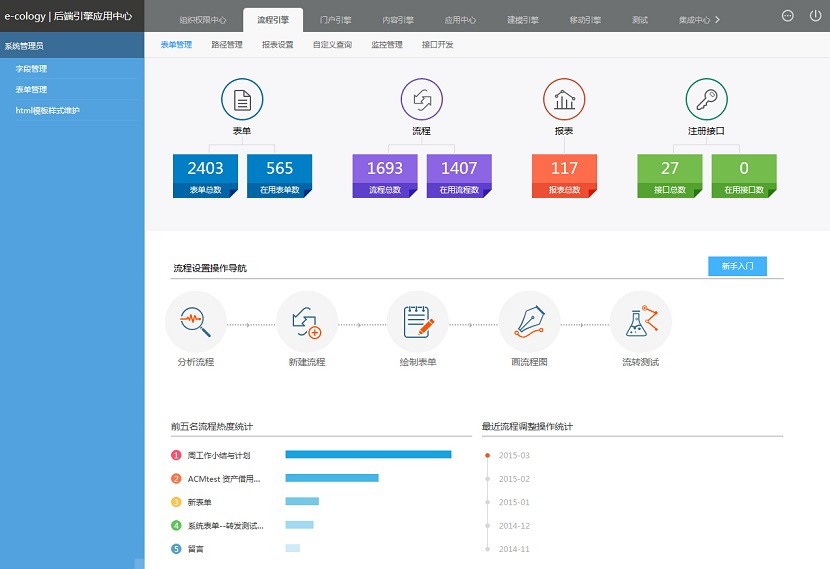 e-cology | 后端引擎应用中心
组织权限中心 流程引擎 门户引擎 内容引擎 应用中心 建模引擎 移动引擎 测试 集成中心
系统管理员
表单管理 路径管理 报表设置 自定义查询 监控管理 接口开发
字段管理
表单管理
html模板样式维护
表单 流程 报表 注册接口
2403 565 1693 1407 117 27 0
表单总数 在用表单数 流程总数 在用流程数 报表总数 接口总数 在用接口数
流程设置操作导航 新手入门
分析流程 新建流程 绘制表单 画流程图 流转测试
前五名流程热度统计
1 周工作小结与计划
2 ACMtest 资产借用...
3 新表单
4 系统表单--转发测试...
5 留言
最近流程调整操作统计
2015-03
2015-02
2015-01
2014-12
2014-11